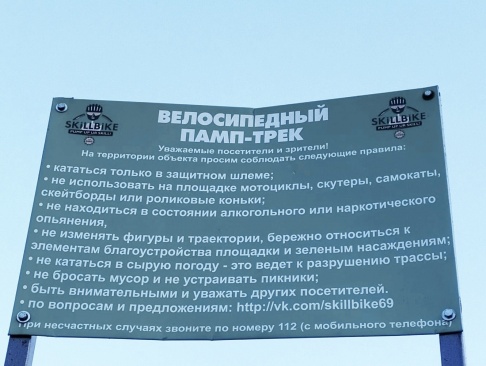 SKILLBIKE
PUMP UP UR SKILL!
SKILLBIKE
PUMP UP UR SKILL!
ВЕЛОСИПЕДНЫЙ
ПАМП-ТРЕК
Уважаемые посетители и зрители!
На территории объекта просим соблюдать следующие правила:
• кататься только в защитном шлеме;
• не использовать на площадке мотоциклы, скутеры, самокаты,
скейтборды или роликовые коньки;
• не находиться в состоянии алкогольного или наркотического
опьянения,
• не изменять фигуры и траектории, бережно относиться к
элементам благоустройства площадки и зеленым насаждениям;
• не кататься в сырую погоду - это ведет к разрушению трассы;
• не бросать мусор и не устраивать пикники;
• быть внимательными и уважать других посетителей.
• по вопросам и предложениям: http://vk.com/skillbike69
При несчастных случаях звоните по номеру 112 (с мобильного телефона)